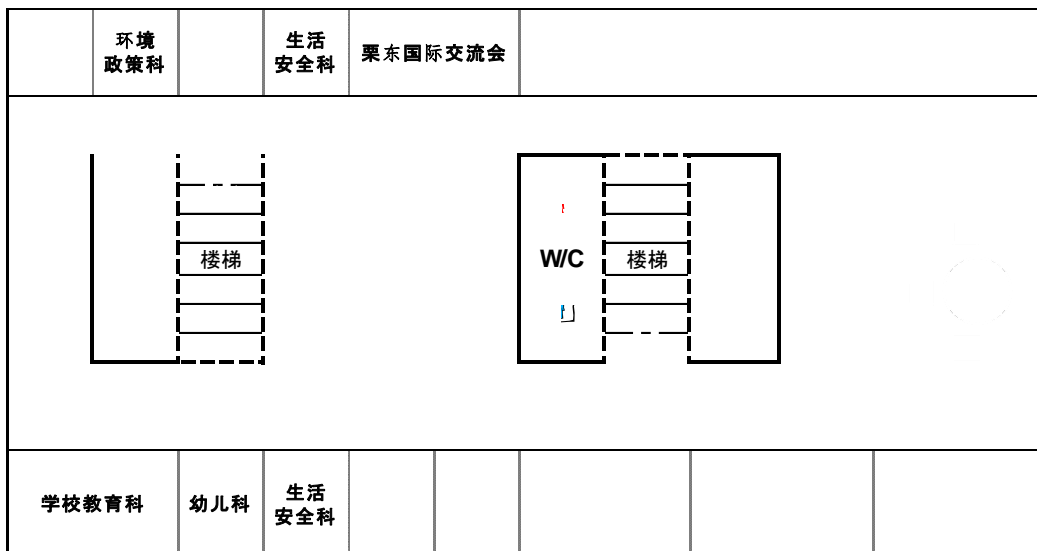 环境
政策科
生活
安全科
栗东国际交流会
楼梯
W/C
楼梯
学校教育科
幼儿科
生活
安全科